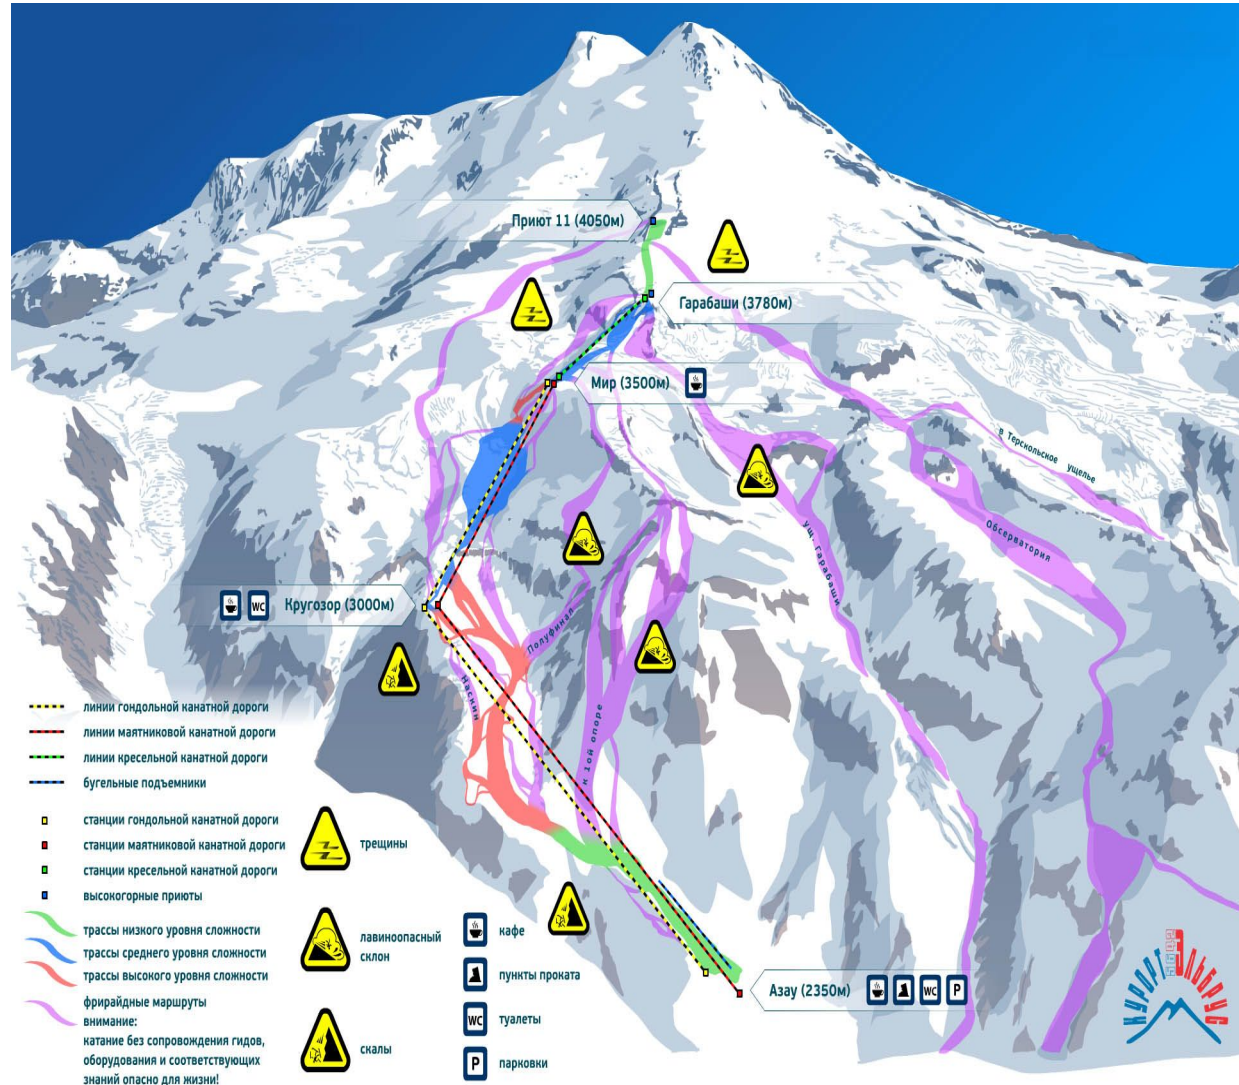 Приют 11 (4050м)
Гарабаши (3780м)
Мир (3500м)
в Терскольское ущелье
Обсерватория
ущ. Гарабаши
WC
Кругозор (3000м)
Полуфинал
Наскии
к 1ой опоре
линии гондольной канатной дороги
линии маятниковой канатной дороги
линии кресельной канатной дороги
бугельные подъемники
станции гондольной канатной дороги
станции маятниковой канатной дороги
станции кресельной канатной дороги
высокогорные приюты
трассы низкого уровня сложности
трассы среднего уровня сложности
трассы высокого уровня сложности
фрирайдные маршруты
внимание:
катание без сопровождения гидов,
оборудования и соответствующих
знаний опасно для жизни!
трещины
лавиноопасный
склон
скалы
кафе
пункты проката
WC
туалеты
P
парковки
Азау (2350м)
WC
P
КУРОРТ
ЭЛЬБРУС
5642